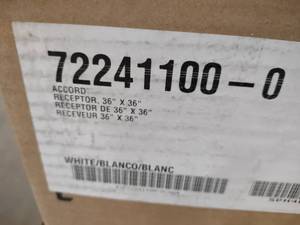 72241100-0
ACCORD:
RECEPTOR, 36" X 36"
RECEPTOR DE 36" X 36"
RECEVEUR 36" X 36"
WHITE/BLANCO/BLANC